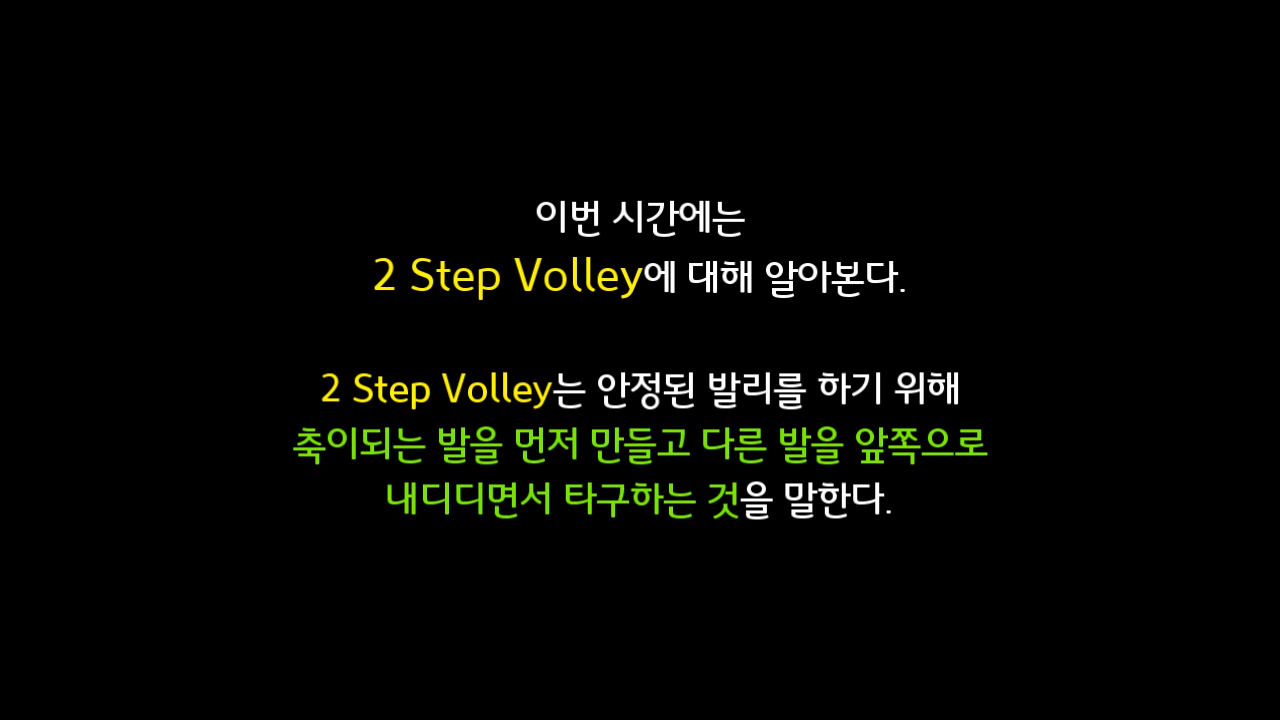 이번 시간에는
2 Step Volley에 대해 알아본다.
2 Step Volley는 안정된 발리를 하기 위해
축이되는 발을 먼저 만들고 다른 발을 앞쪽으로
내디디면서 타구하는 것을 말한다.